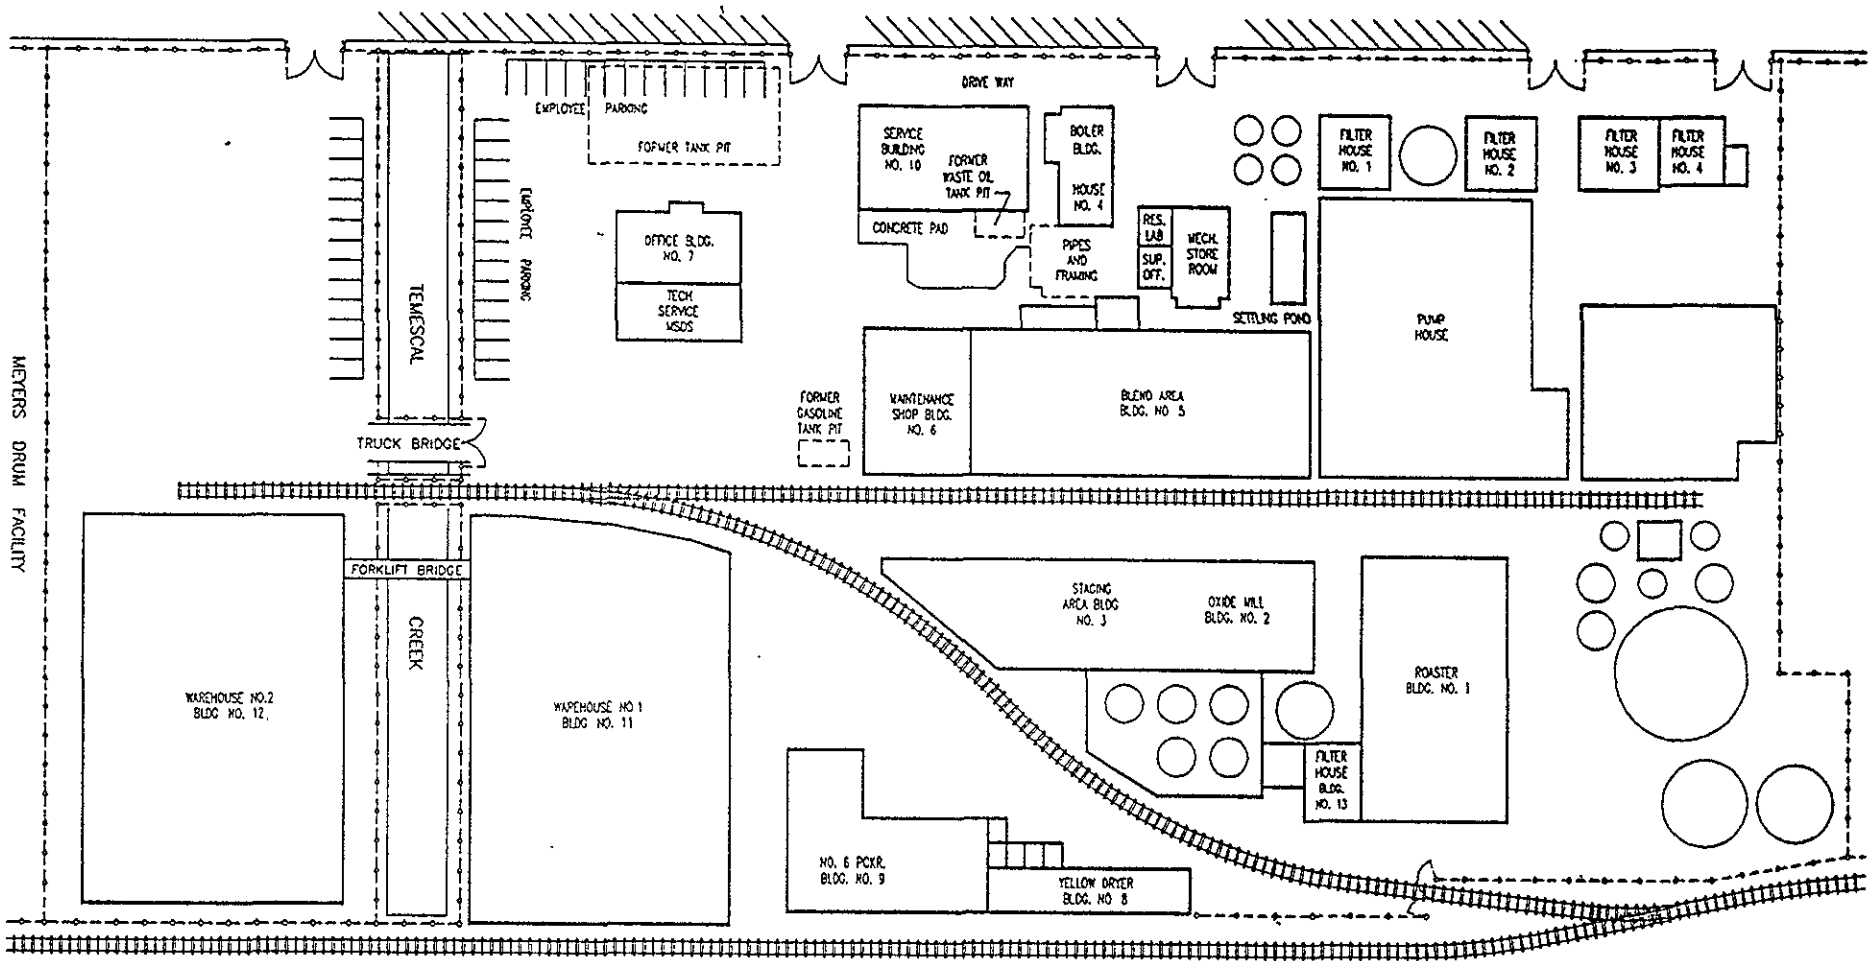 DRIVE WAY
EMPLOYEE PARKING
FORMER TANK PIT
SERVICE
BUILDING
NO. 10
FORMER
WASTE OIL
TANK PIT
BOLER
BLDG.
HOUSE
NO. 4
FILTER
HOUSE
NO. 1
FILTER
HOUSE
NO. 2
FILTER
HOUSE
NO. 3
FILTER
HOUSE
NO. 4
EMPLOYEE PARKING
OFFICE BLDG.
NO. 7
TECH
SERVICE
MSDS
CONCRETE PAD
PIPES
AND
FRAMING
RES.
LAB
SUP.
OFF.
MECH.
STORE
ROOM
SETTLING POND
PUMP
HOUSE
TEMESCAL
MEYERS DRUM FACILITY
FORMER
GASOLINE
TANK PIT
MAINTENANCE
SHOP BLDG.
NO. 6
BLEND AREA
BLDG. NO 5
TRUCK BRIDGE
FORKLIFT BRIDGE
CREEK
STAGING
AREA BLDG
NO. 3
OXIDE MILL
BLDG. NO. 2
ROASTER
BLDG. NO. 1
WAREHOUSE NO.2
BLDG NO. 12
WAREHOUSE NO 1
BLDG NO. 11
FILTER
HOUSE
BLDG.
NO. 13
NO. 6 PCKR.
BLDG. NO. 9
YELLOW DRYER
BLDG. NO 8